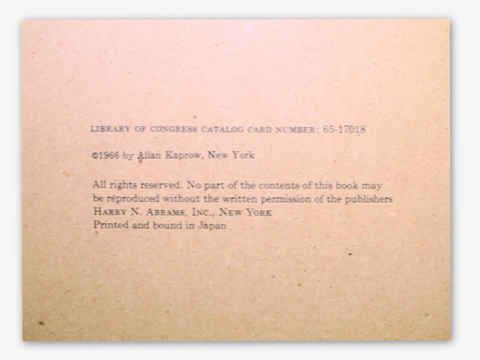 LIBRARY OF CONGRESS CATALOG CARD NUMBER: 65-17018
©1966 by Allan Kaprow, New York
All rights reserved. No part of the contents of this book may
be reproduced without the written permission of the publishers
HARRY N. ABRAMS, INC., NEW YORK
Printed and bound in Japan